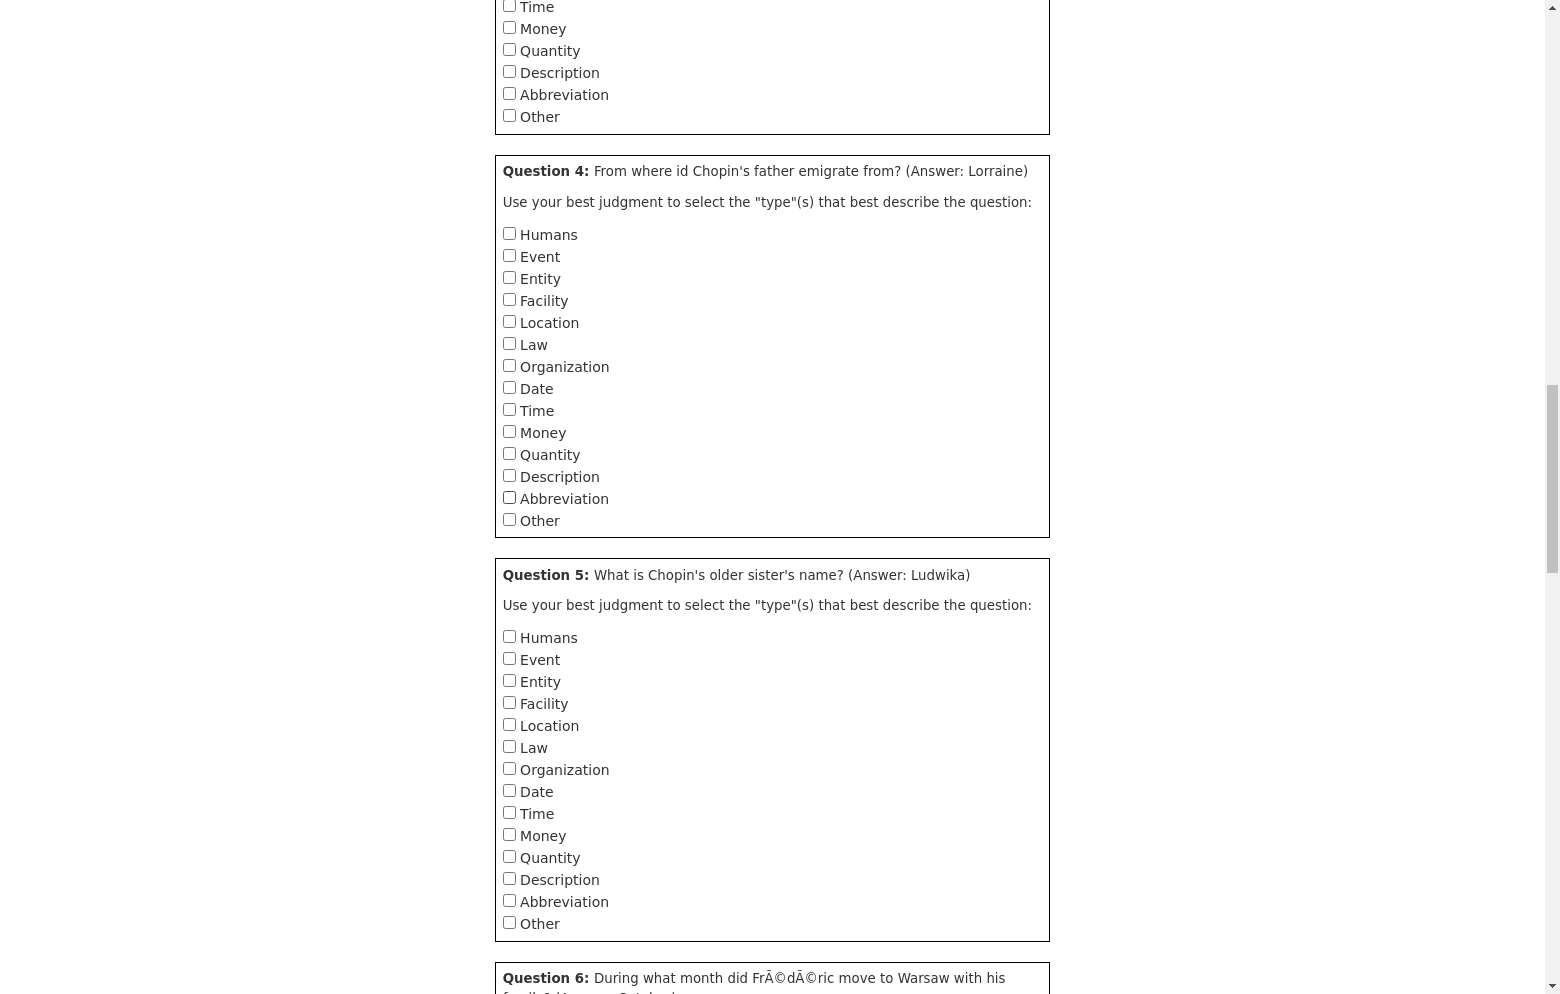 Time
Money
Quantity
Description
Abbreviation
Other
Question 4: From where id Chopin's father emigrate from? (Answer: Lorraine)
Use your best judgment to select the "type"(s) that best describe the question:
Humans
Event
Entity
Facility
Location
Law
Organization
Date
Time
Money
Quantity
Description
Abbreviation
Other
Question 5: What is Chopin's older sister's name? (Answer: Ludwika)
Use your best judgment to select the "type"(s) that best describe the question:
Humans
Event
Entity
Facility
Location
Law
Organization
Date
Time
Money
Quantity
Description
Abbreviation
Other
Question 6: During what month did FrÃ©dÃ©ric move to Warsaw with his